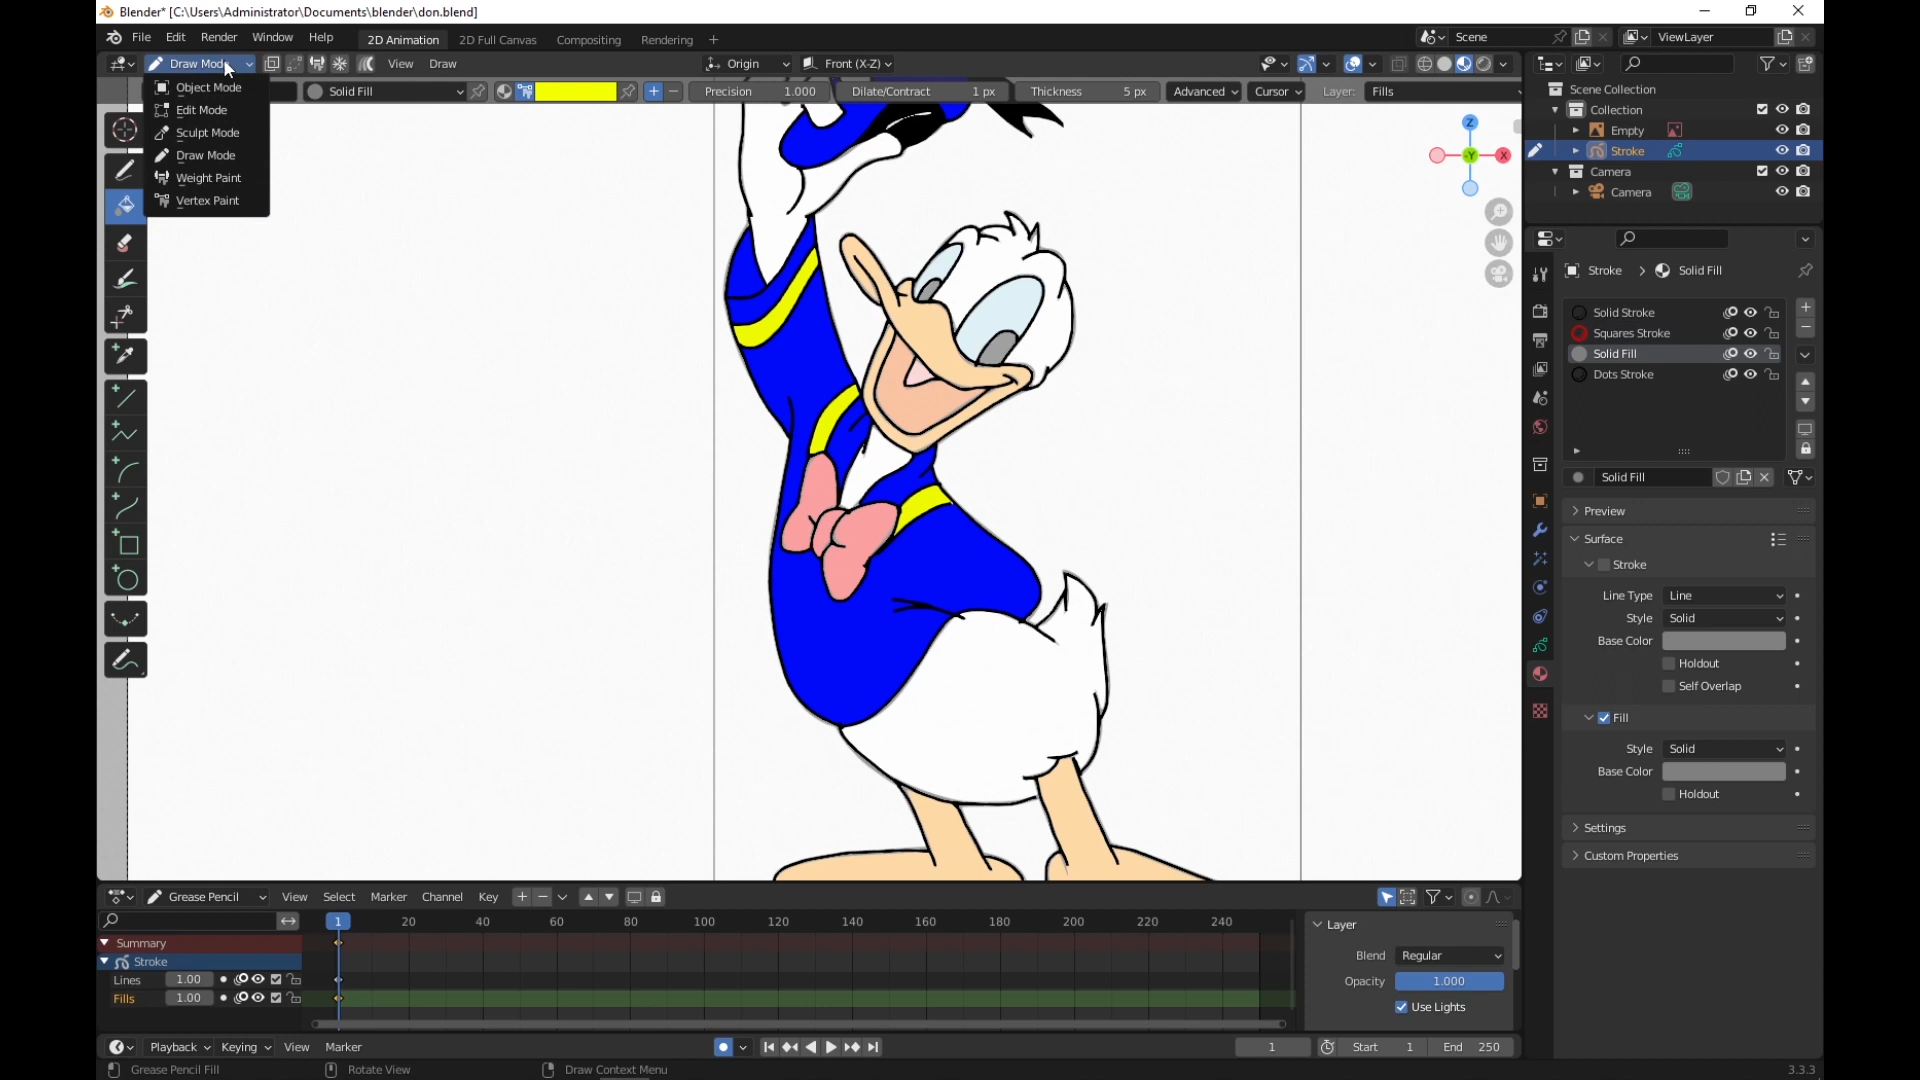 Blender* [C:\Users\Administrator\Documents\blender\don.blend]
File Edit Render Window Help 2D Animation 2D Full Canvas Compositing Rendering + Scene ViewLayer
Draw Mode View Draw Origin Front (X-Z)
Solid Fill Precision 1.000 Dilate/Contract 1 px Thickness 5 px Advanced Cursor Layer: Fills
Object Mode
Edit Mode
Sculpt Mode
Draw Mode
Weight Paint
Vertex Paint
Z
Y
X
Scene Collection
Collection
Empty
Stroke
Camera
Camera
Stroke > Solid Fill
Solid Stroke
Squares Stroke
Solid Fill
Dots Stroke
Solid Fill
Preview
Surface
Stroke
Line Type Line
Style Solid
Base Color
Holdout
Self Overlap
Fill
Style Solid
Base Color
Holdout
Settings
Custom Properties
Grease Pencil View Select Marker Channel Key
1 20 40 60 80 100 120 140 160 180 200 220 240
Summary
Stroke
Lines 1.00
Fills 1.00
Layer
Blend Regular
Opacity 1.000
Use Lights
Playback Keying View Marker 1 Start 1 End 250
Grease Pencil Fill Rotate View Draw Context Menu 3.3.3